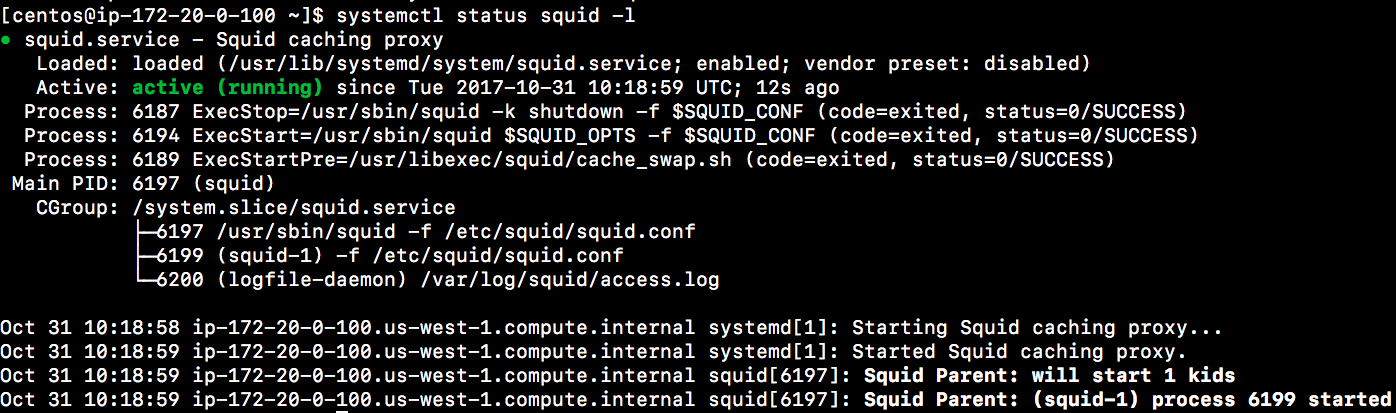 [centos@ip-172-20-0-100 ~]$ systemctl status squid -l
● squid.service - Squid caching proxy
   Loaded: loaded (/usr/lib/systemd/system/squid.service; enabled; vendor preset: disabled)
   Active: active (running) since Tue 2017-10-31 10:18:59 UTC; 12s ago
  Process: 6187 ExecStop=/usr/sbin/squid -k shutdown -f $SQUID_CONF (code=exited, status=0/SUCCESS)
  Process: 6194 ExecStart=/usr/sbin/squid $SQUID_OPTS -f $SQUID_CONF (code=exited, status=0/SUCCESS)
  Process: 6189 ExecStartPre=/usr/libexec/squid/cache_swap.sh (code=exited, status=0/SUCCESS)
 Main PID: 6197 (squid)
   CGroup: /system.slice/squid.service
           ├─6197 /usr/sbin/squid -f /etc/squid/squid.conf
           ├─6199 (squid-1) -f /etc/squid/squid.conf
           └─6200 (logfile-daemon) /var/log/squid/access.log
Oct 31 10:18:58 ip-172-20-0-100.us-west-1.compute.internal systemd[1]: Starting Squid caching proxy...
Oct 31 10:18:59 ip-172-20-0-100.us-west-1.compute.internal systemd[1]: Started Squid caching proxy.
Oct 31 10:18:59 ip-172-20-0-100.us-west-1.compute.internal squid[6197]: Squid Parent: will start 1 kids
Oct 31 10:18:59 ip-172-20-0-100.us-west-1.compute.internal squid[6197]: Squid Parent: (squid-1) process 6199 started